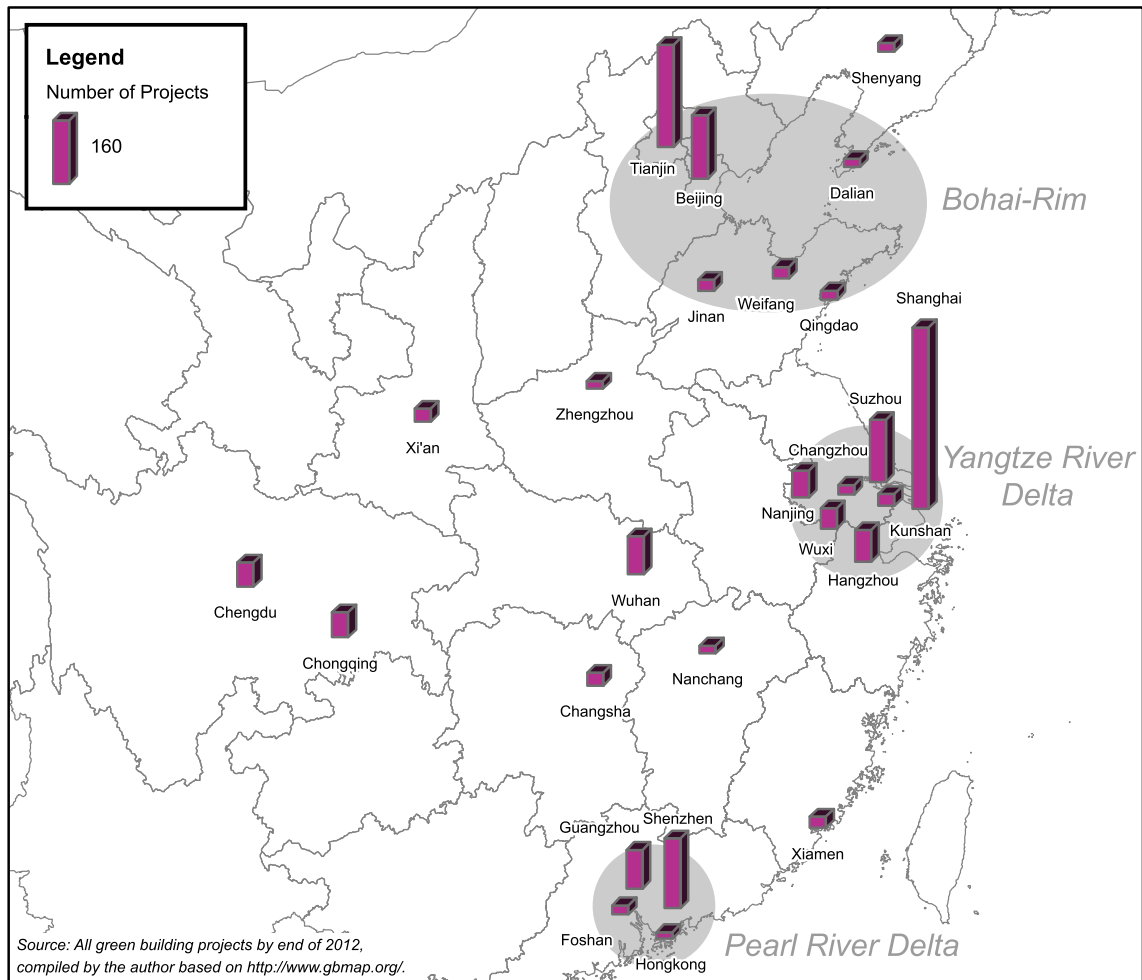 Legend
Number of Projects
160
Shenyang
Tianjin
Beijing
Dalian
Bohai-Rim
Jinan
Weifang
Qingdao
Shanghai
Zhengzhou
Xi'an
Suzhou
Changzhou
Yangtze River
Delta
Nanjing
Kunshan
Wuxi
Hangzhou
Chengdu
Wuhan
Chongqing
Nanchang
Changsha
Guangzhou
Shenzhen
Xiamen
Foshan
Hongkong
Pearl River Delta
Source: All green building projects by end of 2012,
compiled by the author based on http://www.gbmap.org/.